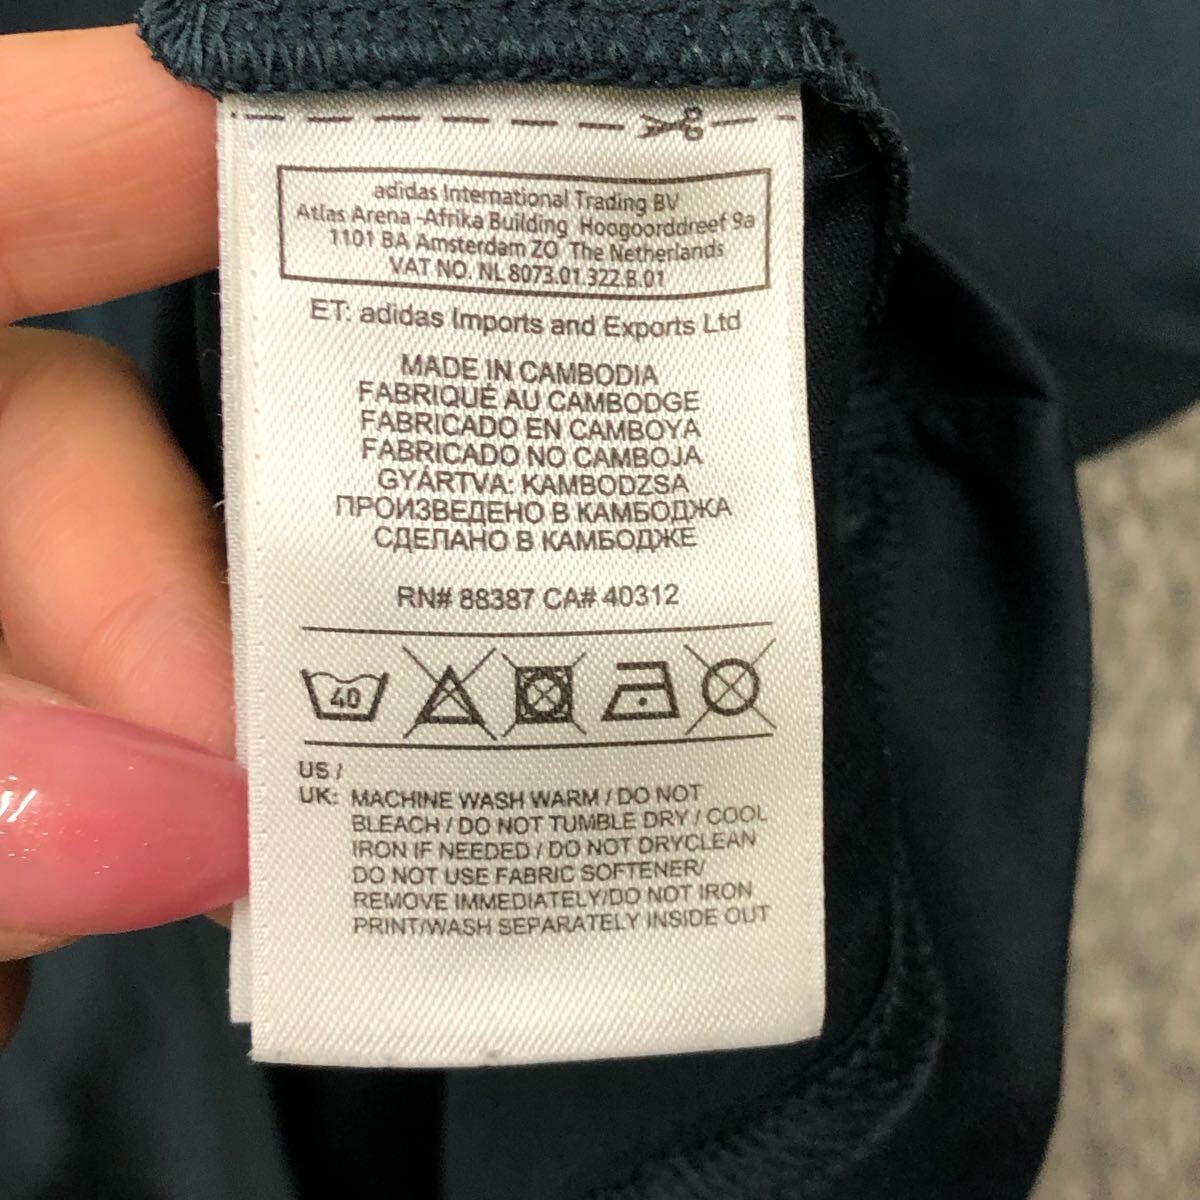 adidas International Trading BV
Atlas Arena -Afrika Building Hoogoorddreef 9a
1101 BA Amsterdam ZO The Netherlands
VAT NO. NL 8073.01.322.B.01
ET: adidas Imports and Exports Ltd
MADE IN CAMBODIA
FABRIQUÉ AU CAMBODGE
FABRICADO EN CAMBOYA
FABRICADO NO CAMBOJA
GYÁRTVA: KAMBODZSA
ПРОИЗВЕДЕНО В КАМБОДЖА
СДЕЛАНО В КАМБОДЖЕ
RN# 88387 CA# 40312
40
US /
UK: MACHINE WASH WARM / DO NOT
BLEACH / DO NOT TUMBLE DRY / COOL
IRON IF NEEDED / DO NOT DRYCLEAN
DO NOT USE FABRIC SOFTENER/
REMOVE IMMEDIATELY/DO NOT IRON
PRINT/WASH SEPARATELY INSIDE OUT